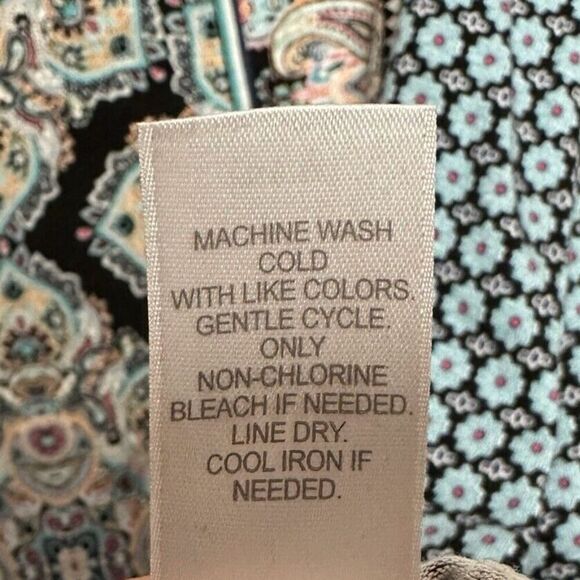 MACHINE WASH
COLD
WITH LIKE COLORS.
GENTLE CYCLE.
ONLY
NON-CHLORINE
BLEACH IF NEEDED.
LINE DRY.
COOL IRON IF
NEEDED.